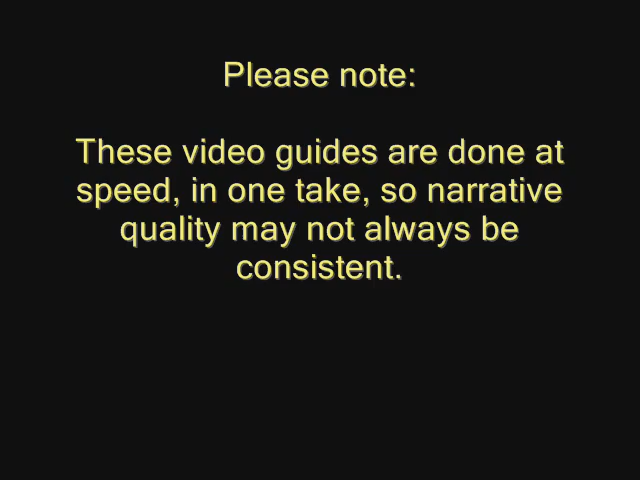 Please note:
These video guides are done at
speed, in one take, so narrative
quality may not always be
consistent.